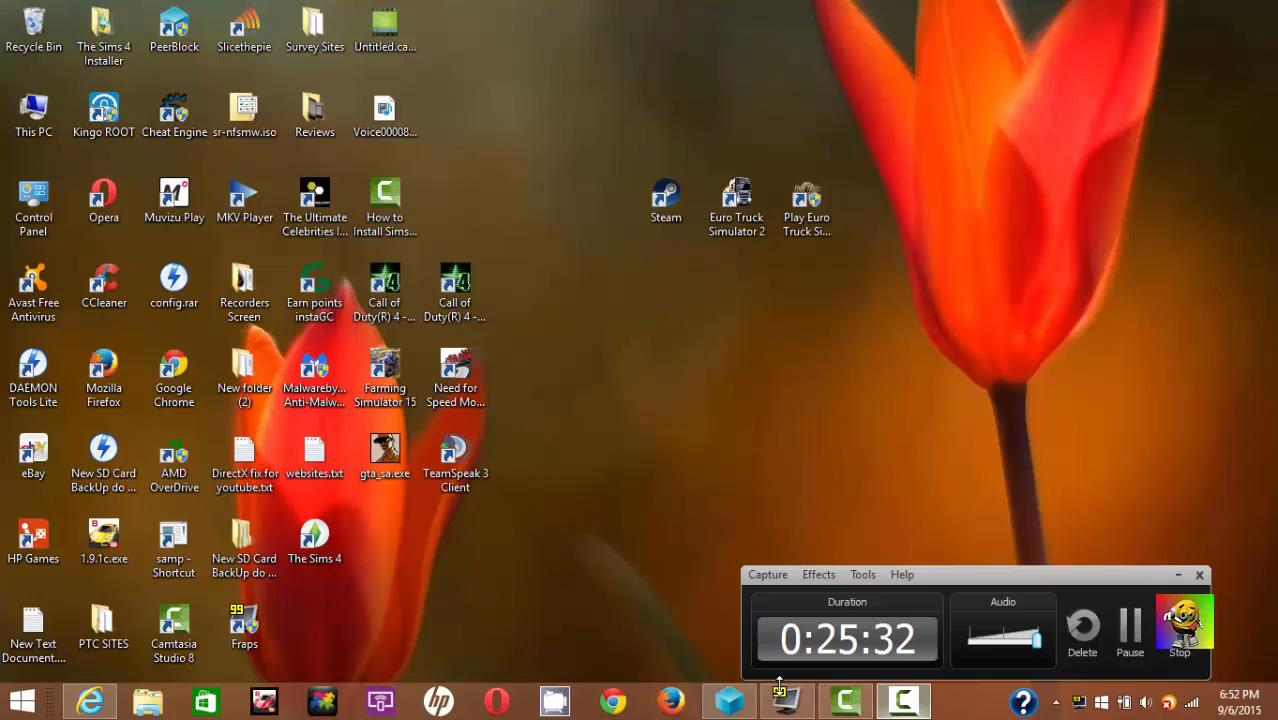 Recycle Bin
The Sims 4
Installer
PeerBlock
Slicethepie
Survey Sites
Untitled.ca...
This PC
Kingo ROOT
Cheat Engine
sr-nfsmw.iso
Reviews
Voice00008...
Control
Panel
Opera
Muvizu Play
MKV Player
The Ultimate
Celebrities I...
How to
Install Sims...
Steam
Euro Truck
Simulator 2
Play Euro
Truck Si...
Avast Free
Antivirus
CCleaner
config.rar
Recorders
Screen
Earn points
instaGC
Call of
Duty(R) 4 -...
Call of
Duty(R) 4 -...
DAEMON
Tools Lite
Mozilla
Firefox
Google
Chrome
New folder
(2)
Malwareby...
Anti-Malw...
Farming
Simulator 15
Need for
Speed Mo...
eBay
New SD Card
BackUp do ...
AMD
OverDrive
DirectX fix for
youtube.txt
websites.txt
gta_sa.exe
TeamSpeak 3
Client
HP Games
1.9.1c.exe
samp -
Shortcut
New SD Card
BackUp do ...
The Sims 4
New Text
Document....
PTC SITES
Camtasia
Studio 8
99
Fraps
Capture Effects Tools Help
Duration
0:25:32
Audio
Delete
Pause
Stop
99
6:52 PM
9/6/2015